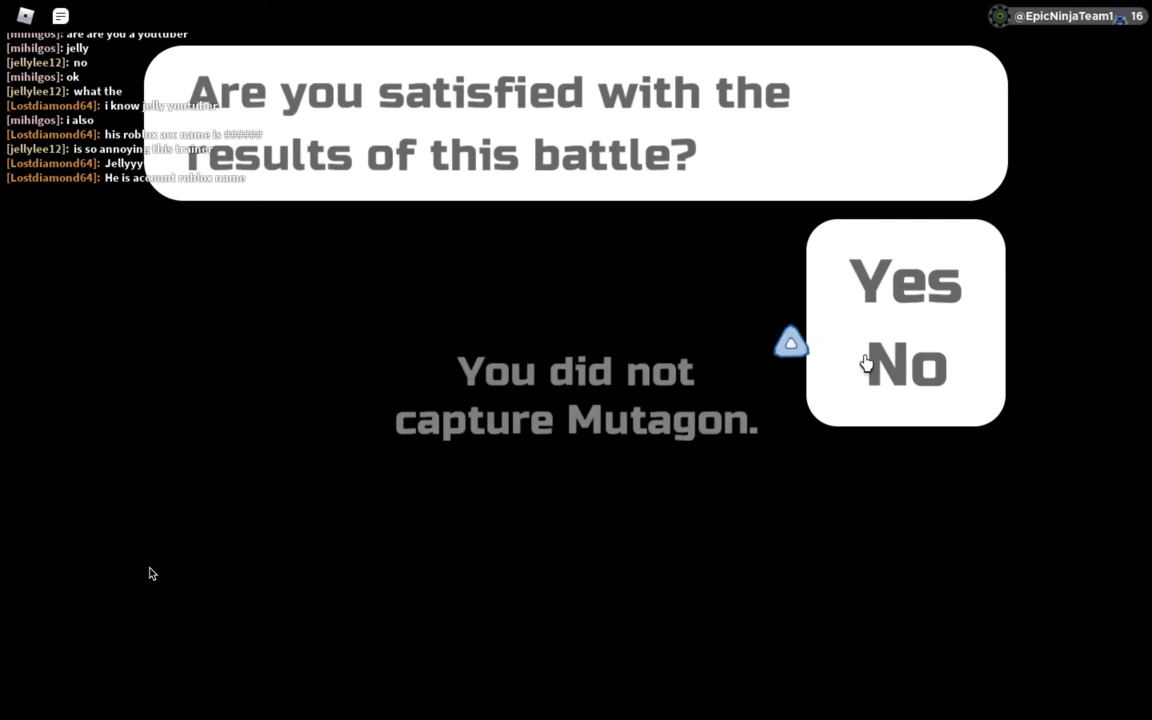 @EpicNinjaTeam1 16
[mihilgos]: are are you a youtuber
[mihilgos]: jelly
[jellylee12]: no
[mihilgos]: ok
[jellylee12]: what the
[Lostdiamond64]: i know jelly youtuber
[mihilgos]: i also
[Lostdiamond64]: his roblox acc name is ######
[jellylee12]: is so annoying this trainer
[Lostdiamond64]: Jellyyy
[Lostdiamond64]: He is account roblox name
Are you satisfied with the
results of this battle?
Yes
No
You did not
capture Mutagon.